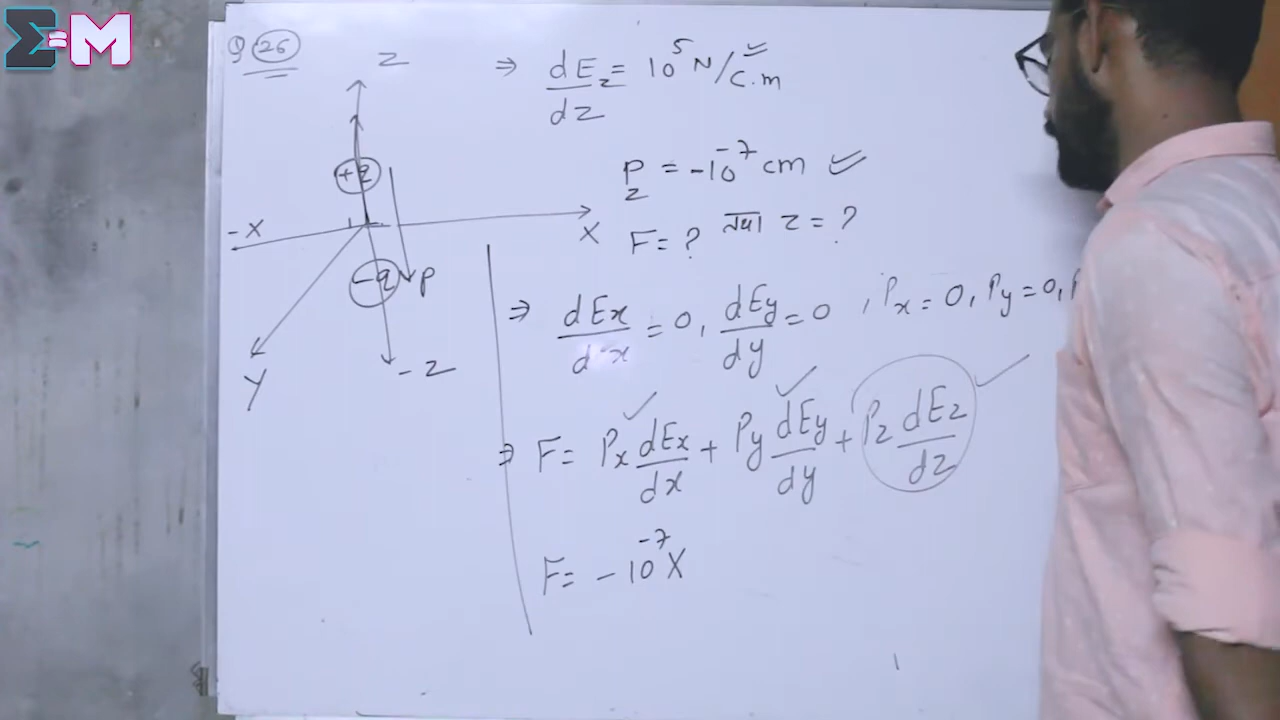 Σ=M
Q 26
Z
⇒ dE_z/dz = 10^5 N/C.m
+q
P_z = -10^-7 cm
-X
X
F = ? तथा z = ?
-q
P
⇒ dEx/dx = 0, dEy/dy = 0, Px = 0, Py = 0, P
-Z
Y
⇒ F = Px dEx/dx + Py dEy/dy + Pz dEz/dz
F = -10^-7 X